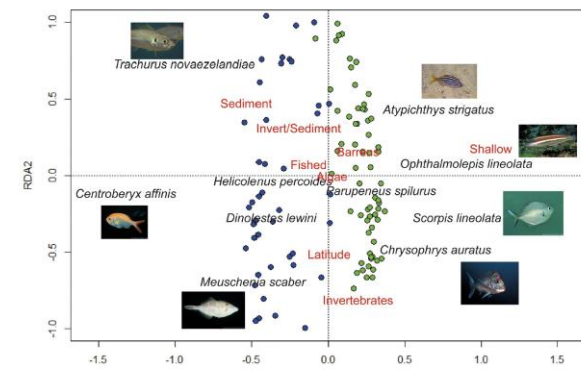 1.0
Trachurus novaezelandiae
Sediment
Atypichthys strigatus
0.5
Invert/Sediment
Shallow
Barrens
Fished
Ophthalmolepis lineolata
Algae
Helicolenus percoides
RDA2
0.0
Centroberyx affinis
Parupeneus spilurus
Dinolestes lewini
Scorpis lineolata
-0.5
Latitude
Chrysophrys auratus
Meuschenia scaber
Invertebrates
-1.0
-1.5 -1.0 -0.5 0.0 0.5 1.0 1.5